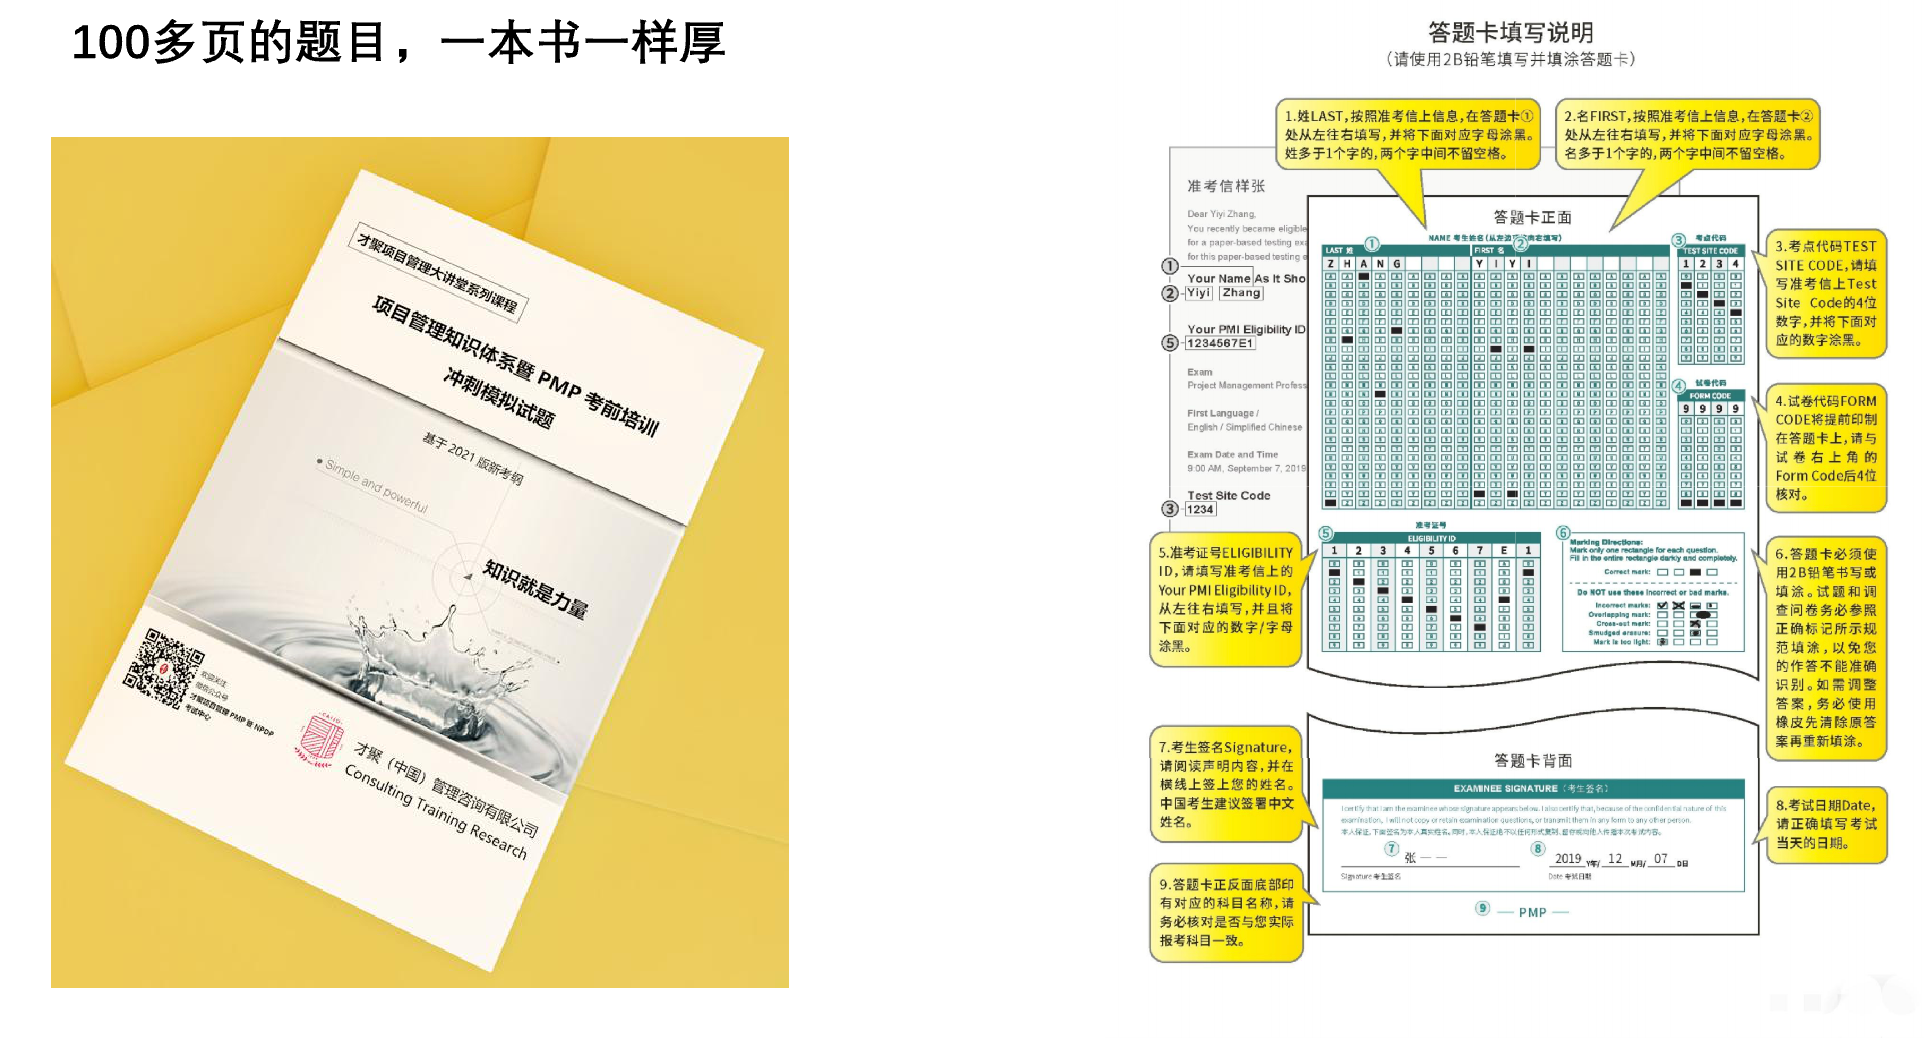 100多页的题目，一本书一样厚
才聚项目管理大讲堂系列课程
项目管理知识体系暨 PMP 考前培训
冲刺模拟试题
基于 2021 版新考纲
Simple and powerful
知识就是力量
欢迎关注
微信公众号
才聚项目管理 PMP 暨 NPDP
考试中心
才聚（中国）管理咨询有限公司
Consulting Training Research
答题卡填写说明
（请使用2B铅笔填写并填涂答题卡）
1.姓LAST,按照准考信上信息,在答题卡①
处从左往右填写,并将下面对应字母涂黑。
姓多于1个字的,两个字中间不留空格。
2.名FIRST,按照准考信上信息,在答题卡②
处从左往右填写,并将下面对应字母涂黑。
名多于1个字的,两个字中间不留空格。
准考信样张
Dear Yiyi Zhang,
You recently became eligible
for a paper-based testing exa
for this paper-based testing e
①
Your Name As It Sho
② Yiyi Zhang
Your PMI Eligibility ID
⑤ 1234567E1
Exam
Project Management Profess
First Language /
English / Simplified Chinese
Exam Date and Time
9:00 AM, September 7, 2019
Test Site Code
③ 1234
答题卡正面
NAME 考生姓名(从左边 向右填写)
① ②
LAST 姓 FIRST 名
Z H A N G Y I Y I
③ 考点代码
TEST SITE CODE
1 2 3 4
④ 试卷代码
FORM CODE
9 9 9 9
3.考点代码TEST
SITE CODE,请填
写准考信上Test
Site Code的4位
数字,并将下面对
应的数字涂黑。
4.试卷代码FORM
CODE将提前印制
在答题卡上,请与
试卷右上角的
Form Code后4位
核对。
5.准考证号ELIGIBILITY
ID,请填写准考信上的
Your PMI Eligibility ID,
从左往右填写,并且将
下面对应的数字/字母
涂黑。
⑤ 准考证号
ELIGIBILITY ID
1 2 3 4 5 6 7 E 1
⑥
Marking Directions:
Mark only one rectangle for each question.
Fill in the entire rectangle darkly and completely.
Correct mark:
Do NOT use these incorrect or bad marks.
Incorrect marks:
Overlapping mark:
Cross-out mark:
Smudged erasure:
Mark is too light:
6.答题卡必须使
用2B铅笔书写或
填涂。试题和调
查问卷务必参照
正确标记所示规
范填涂,以免您
的作答不能准确
识别。如需调整
答案,务必使用
橡皮先清除原答
案再重新填涂。
7.考生签名Signature,
请阅读声明内容,并在
横线上签上您的姓名。
中国考生建议签署中文
姓名。
答题卡背面
EXAMINEE SIGNATURE（考生签名）
I certify that I am the examinee whose signature appears below. I also certify that, because of the confidential nature of this
examination, I will not copy or retain examination questions, or transmit them in any form to any other person.
本人保证,下面签名为本人真实姓名。同时,本人保证绝不以任何形式复制、留存或向他人传播本次考试内容。
⑦ 张一一
Signature 考生签名
⑧ 2019 Y年/ 12 M月/ 07 D日
Date 考试日期
⑨ — PMP —
8.考试日期Date,
请正确填写考试
当天的日期。
9.答题卡正反面底部印
有对应的科目名称,请
务必核对是否与您实际
报考科目一致。